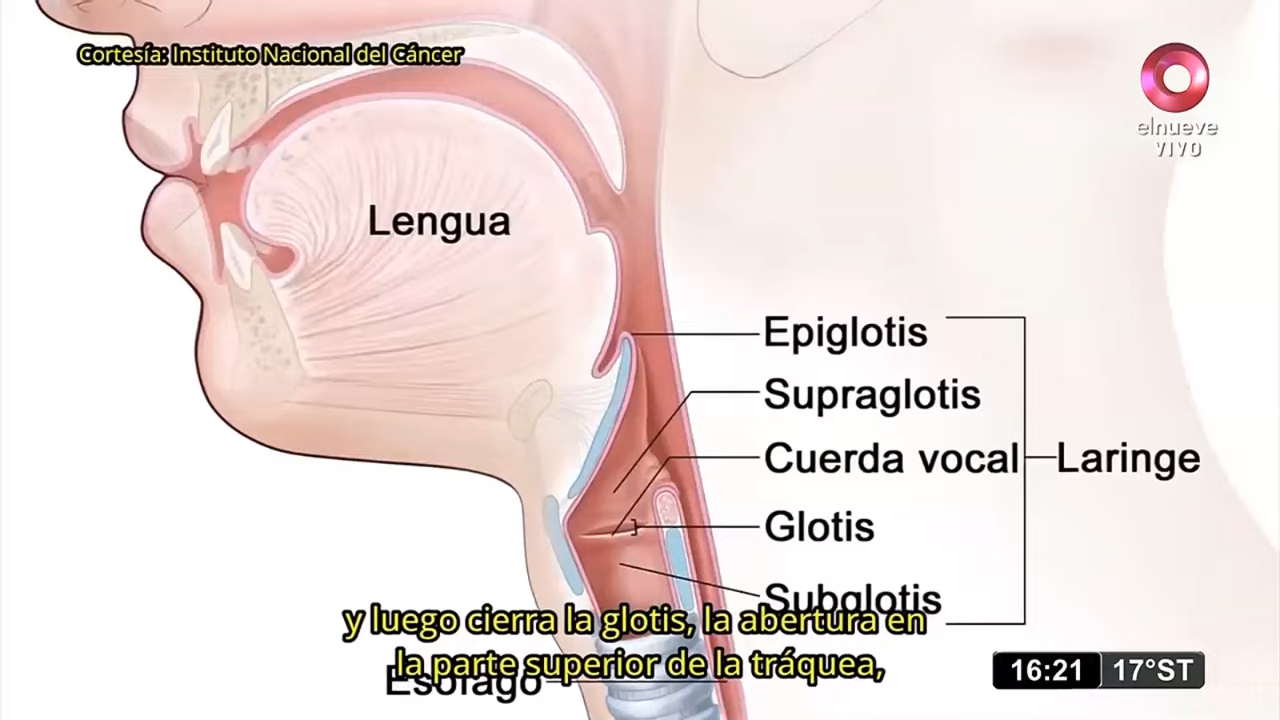 Cortesía: Instituto Nacional del Cáncer
elnueve
VIVO
Lengua
Epiglotis
Supraglotis
Cuerda vocal
Laringe
Glotis
Subglotis
y luego cierra la glotis, la abertura en
la parte superior de la tráquea,
Esófago
16:21 17°ST